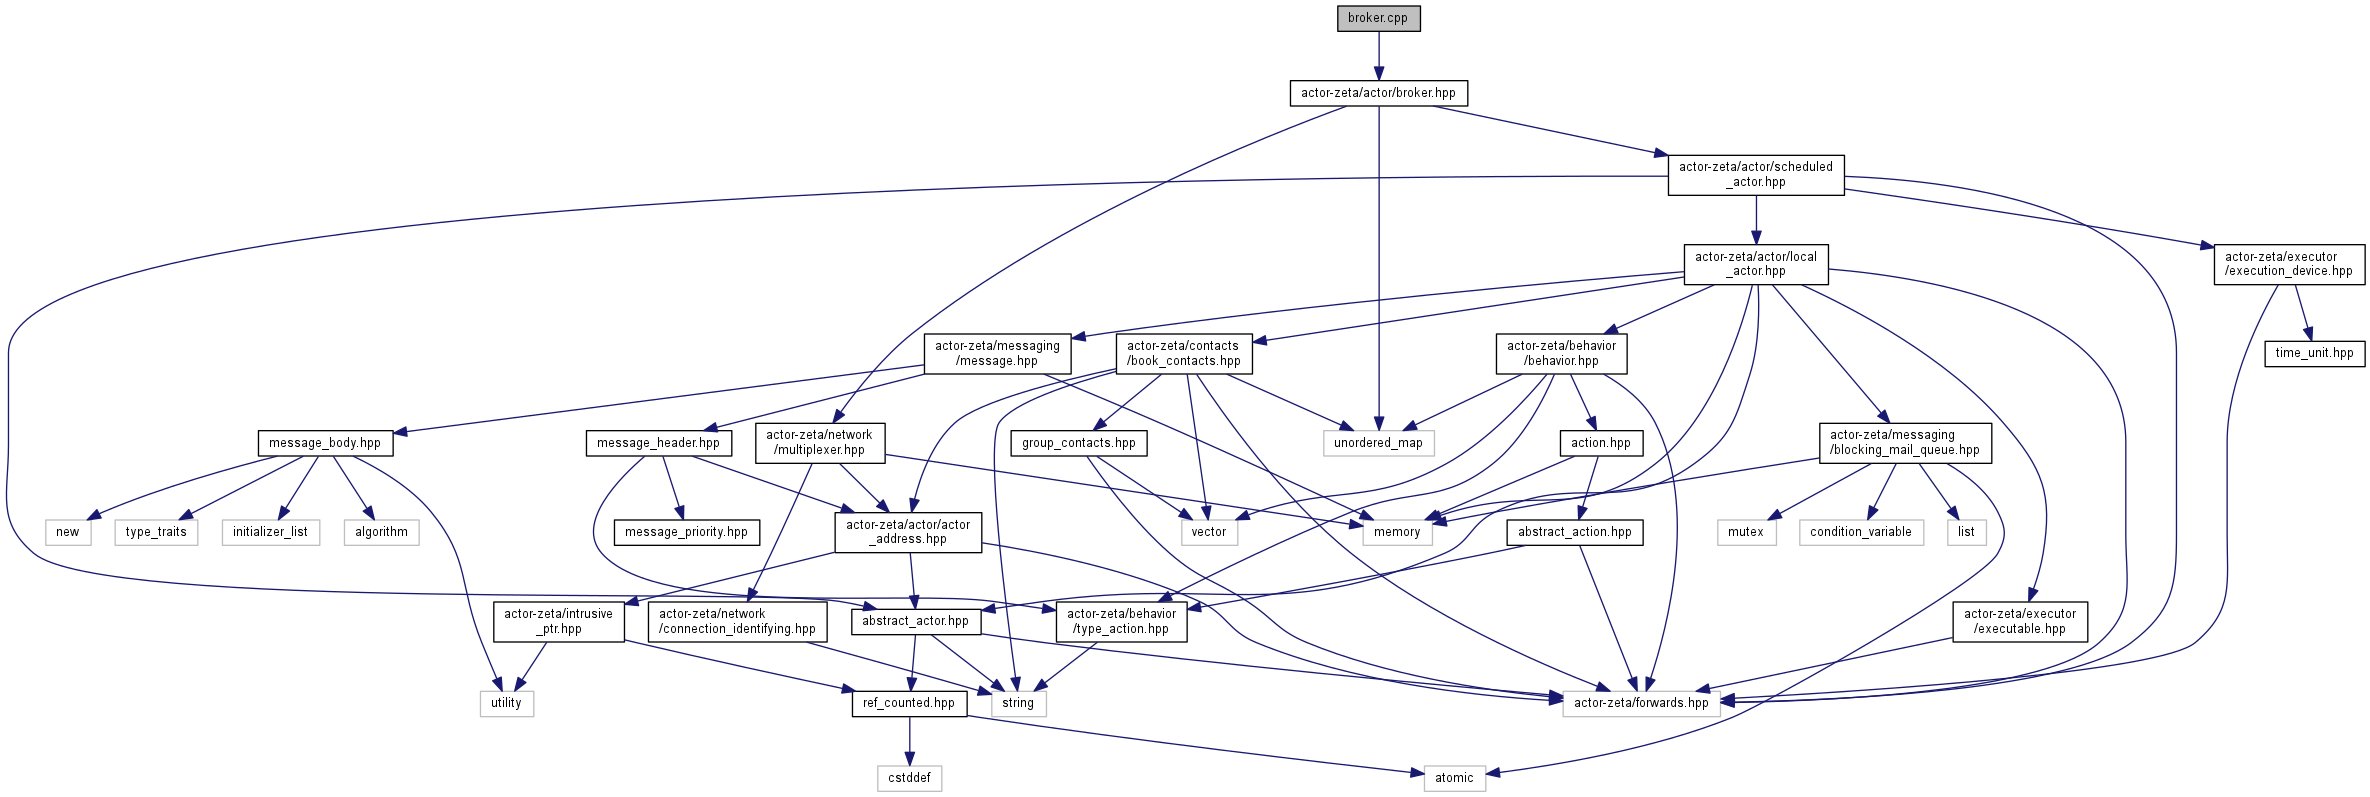 broker.cpp
actor-zeta/actor/broker.hpp
actor-zeta/actor/scheduled
_actor.hpp
actor-zeta/actor/local
_actor.hpp
actor-zeta/executor
/execution_device.hpp
actor-zeta/messaging
/message.hpp
actor-zeta/contacts
/book_contacts.hpp
actor-zeta/behavior
/behavior.hpp
time_unit.hpp
message_body.hpp
message_header.hpp
actor-zeta/network
/multiplexer.hpp
group_contacts.hpp
unordered_map
action.hpp
actor-zeta/messaging
/blocking_mail_queue.hpp
new
type_traits
initializer_list
algorithm
message_priority.hpp
actor-zeta/actor/actor
_address.hpp
vector
memory
abstract_action.hpp
mutex
condition_variable
list
actor-zeta/intrusive
_ptr.hpp
actor-zeta/network
/connection_identifying.hpp
abstract_actor.hpp
actor-zeta/behavior
/type_action.hpp
actor-zeta/executor
/executable.hpp
utility
ref_counted.hpp
string
actor-zeta/forwards.hpp
cstddef
atomic